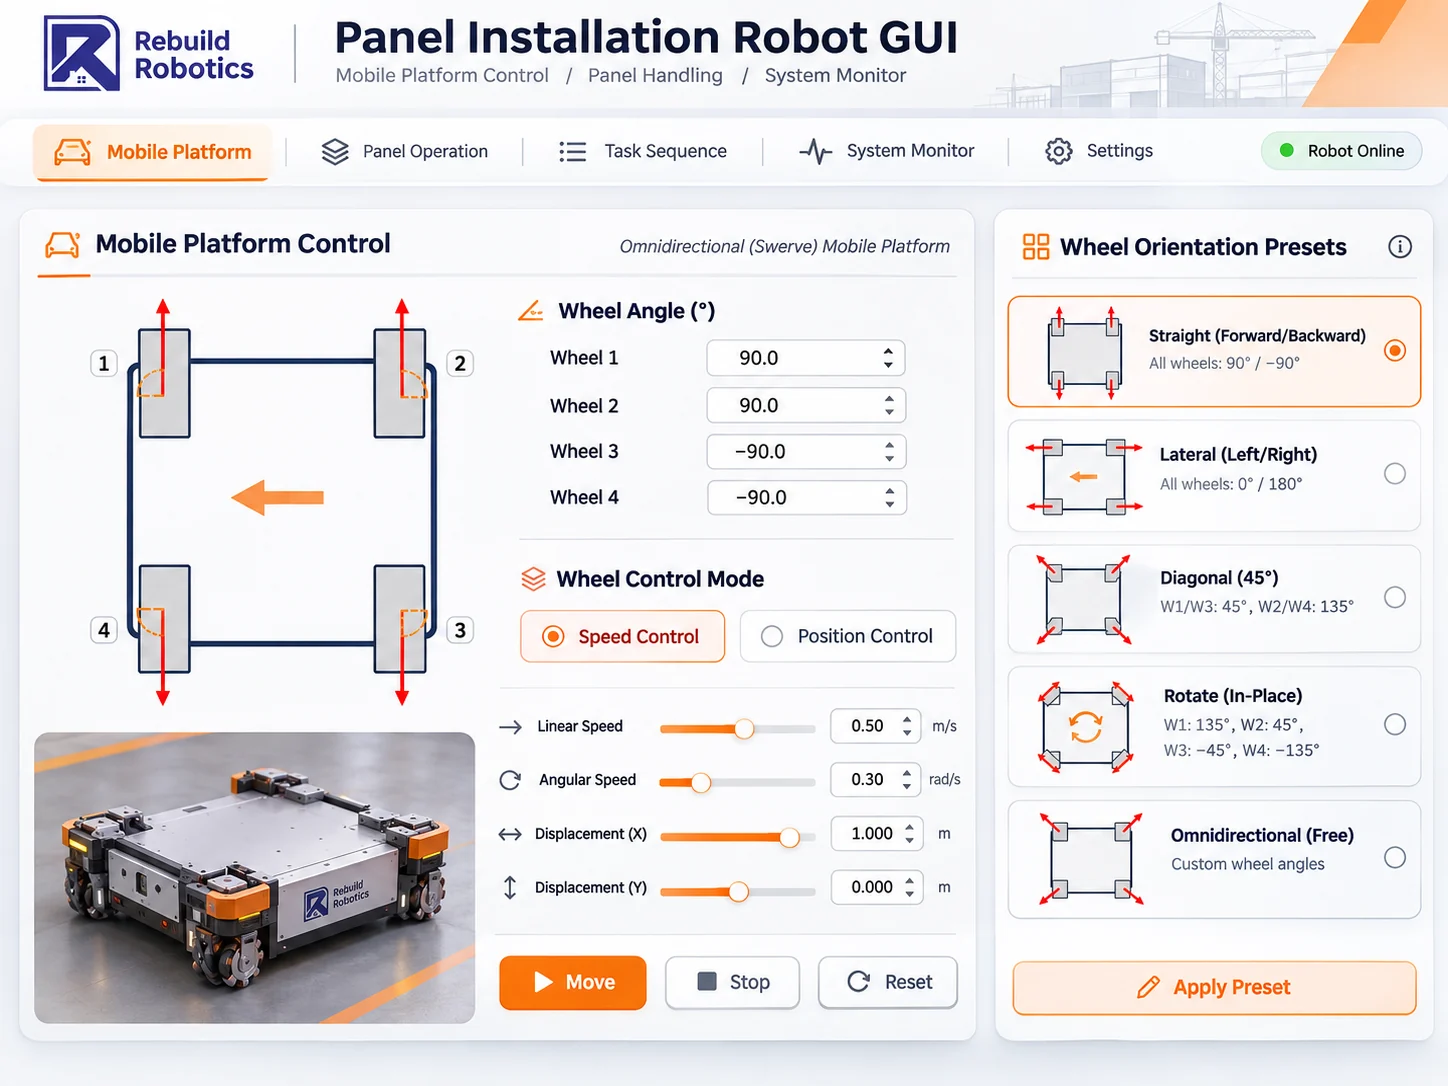 Rebuild
Robotics
Panel Installation Robot GUI
Mobile Platform Control / Panel Handling / System Monitor
Mobile Platform
Panel Operation
Task Sequence
System Monitor
Settings
Robot Online
Mobile Platform Control
Omnidirectional (Swerve) Mobile Platform
1
2
4
3
Rebuild
Robotics
Wheel Angle (°)
Wheel 1 90.0
Wheel 2 90.0
Wheel 3 −90.0
Wheel 4 −90.0
Wheel Control Mode
Speed Control
Position Control
Linear Speed 0.50 m/s
Angular Speed 0.30 rad/s
Displacement (X) 1.000 m
Displacement (Y) 0.000 m
Move
Stop
Reset
Wheel Orientation Presets
Straight (Forward/Backward)
All wheels: 90° / −90°
Lateral (Left/Right)
All wheels: 0° / 180°
Diagonal (45°)
W1/W3: 45°, W2/W4: 135°
Rotate (In-Place)
W1: 135°, W2: 45°,
W3: −45°, W4: −135°
Omnidirectional (Free)
Custom wheel angles
Apply Preset